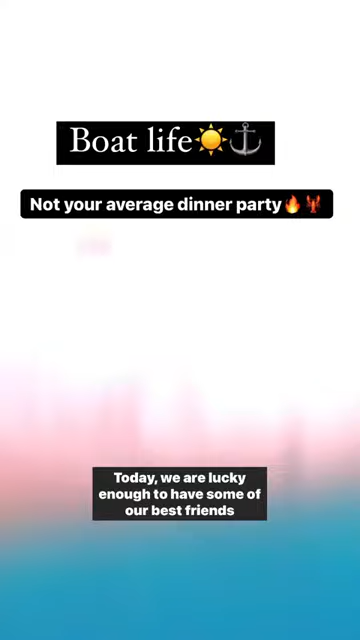 Boat life☀️⚓
Not your average dinner party🔥🦞
Today, we are lucky
enough to have some of
our best friends